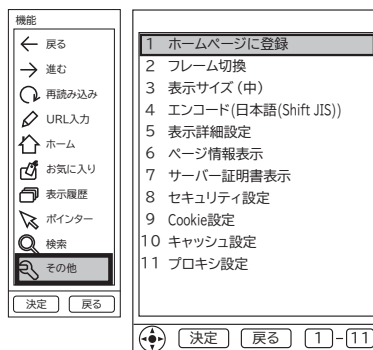 機能
戻る
進む
再読み込み
URL入力
ホーム
お気に入り
表示履歴
ポインター
検索
その他
決定 戻る
1 ホームページに登録
2 フレーム切換
3 表示サイズ（中）
4 エンコード(日本語(Shift JIS))
5 表示詳細設定
6 ページ情報表示
7 サーバー証明書表示
8 セキュリティ設定
9 Cookie設定
10 キャッシュ設定
11 プロキシ設定
決定 戻る 1-11